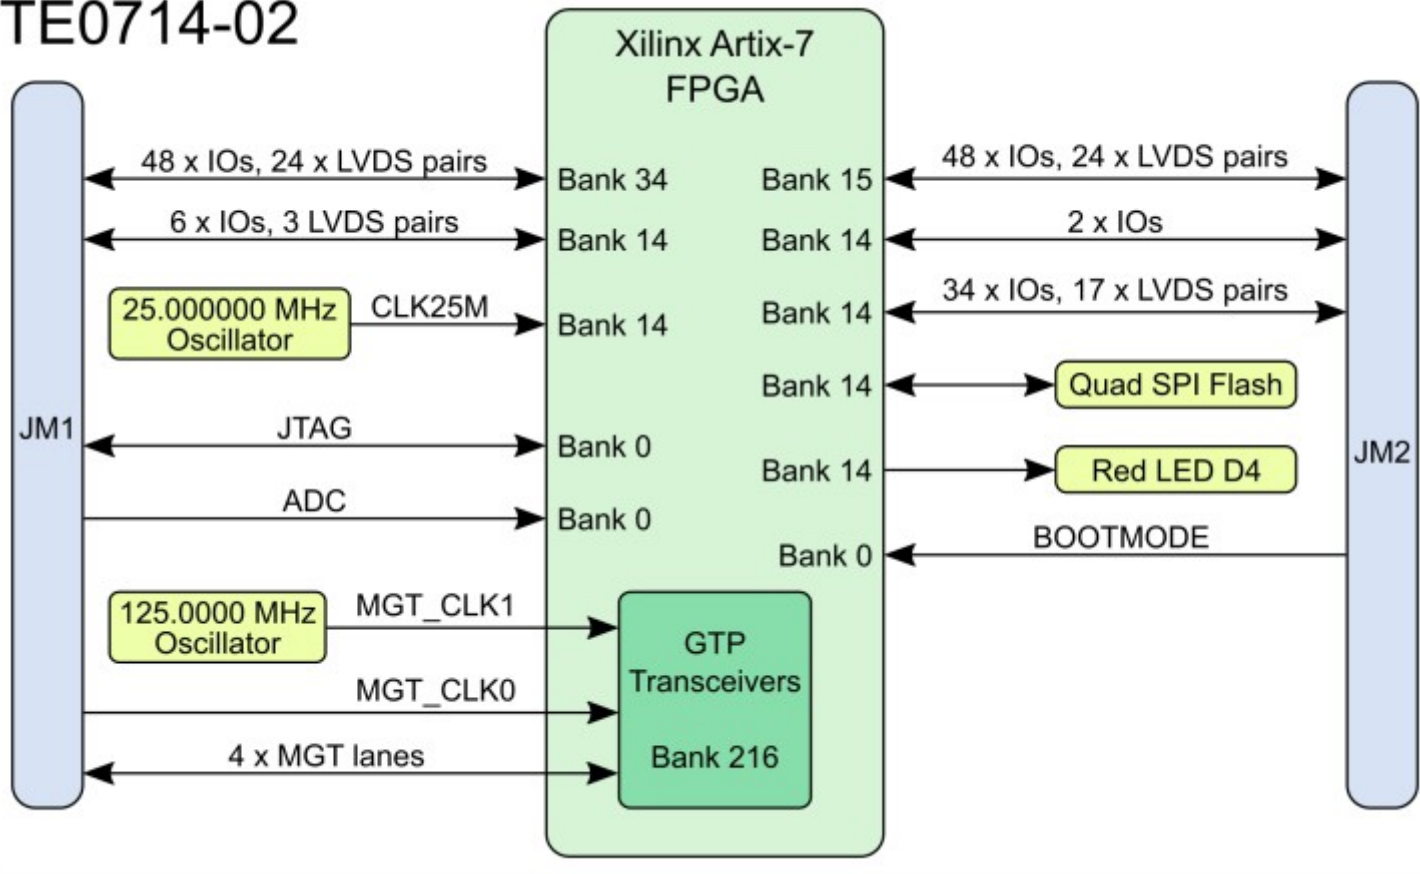 TE0714-02
Xilinx Artix-7
FPGA
48 x IOs, 24 x LVDS pairs
Bank 34
Bank 15
48 x IOs, 24 x LVDS pairs
6 x IOs, 3 LVDS pairs
Bank 14
Bank 14
2 x IOs
25.000000 MHz
Oscillator
CLK25M
Bank 14
Bank 14
34 x IOs, 17 x LVDS pairs
Bank 14
Quad SPI Flash
JM1
JTAG
Bank 0
Bank 14
Red LED D4
JM2
ADC
Bank 0
Bank 0
BOOTMODE
125.0000 MHz
Oscillator
MGT_CLK1
MGT_CLK0
4 x MGT lanes
GTP
Transceivers
Bank 216